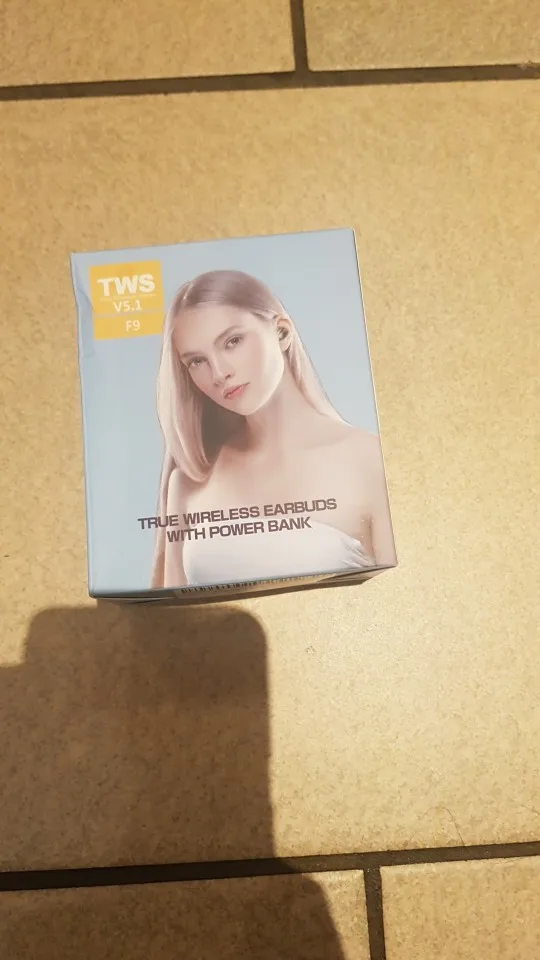 TWS
V5.1
F9
TRUE WIRELESS EARBUDS
WITH POWER BANK